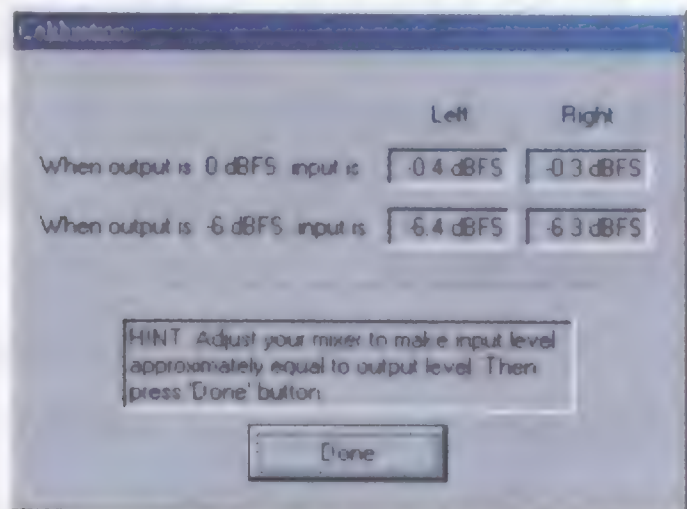 Calibration
Left Right
When output is 0 dBFS input is -0.4 dBFS -0.3 dBFS
When output is -6 dBFS input is -6.4 dBFS -6.3 dBFS
HINT. Adjust your mixer to make input level
approximately equal to output level. Then
press 'Done' button.
Done